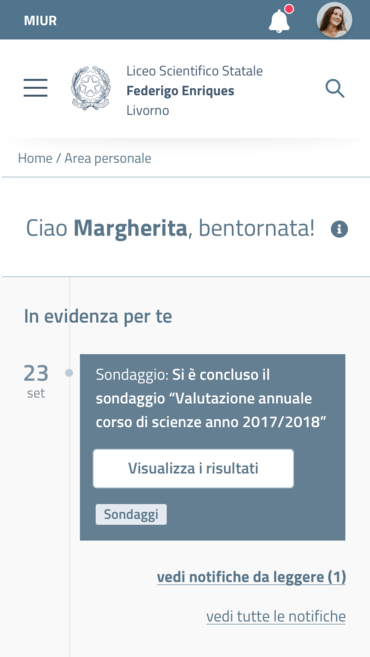 MIUR
Liceo Scientifico Statale
Federigo Enriques
Livorno
Home / Area personale
Ciao Margherita, bentornata!
In evidenza per te
23
set
Sondaggio: Si è concluso il
sondaggio “Valutazione annuale
corso di scienze anno 2017/2018”
Visualizza i risultati
Sondaggi
vedi notifiche da leggere (1)
vedi tutte le notifiche